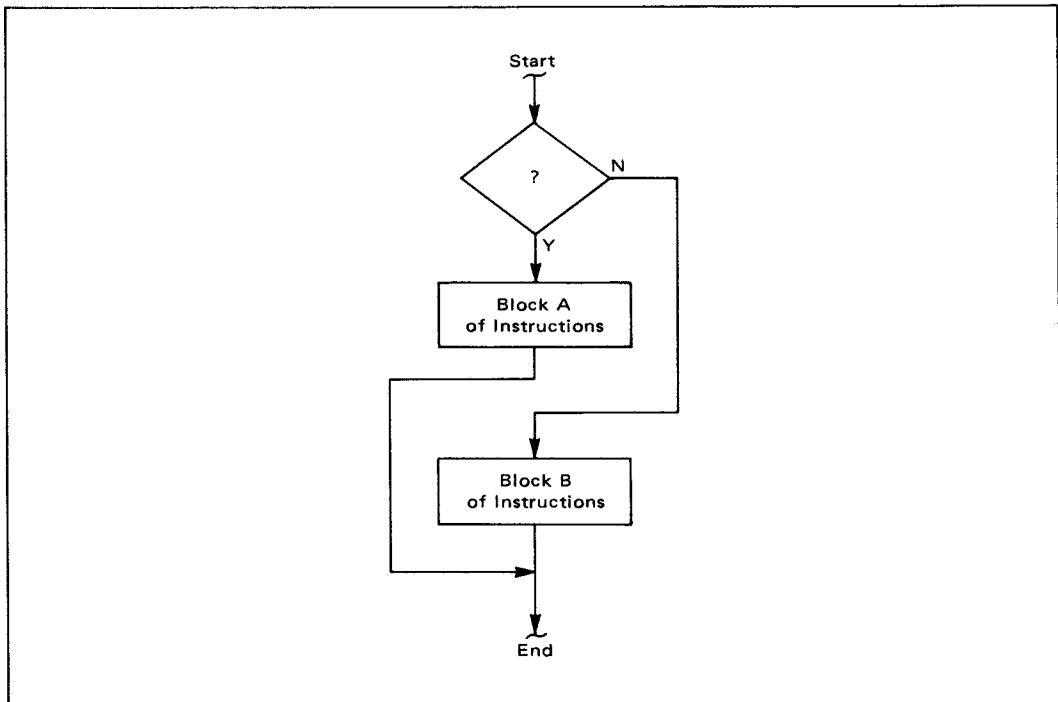 Start
?
N
Y
Block A
of Instructions
Block B
of Instructions
End